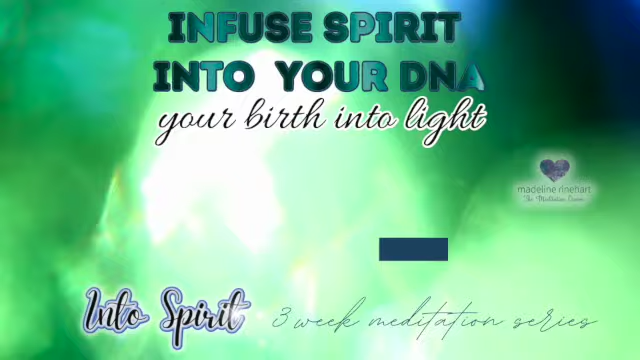 INFUSE SPIRIT
INTO YOUR DNA
your birth into light
madeline rinehart
The Meditation Queen
Into Spirit
3 week meditation series